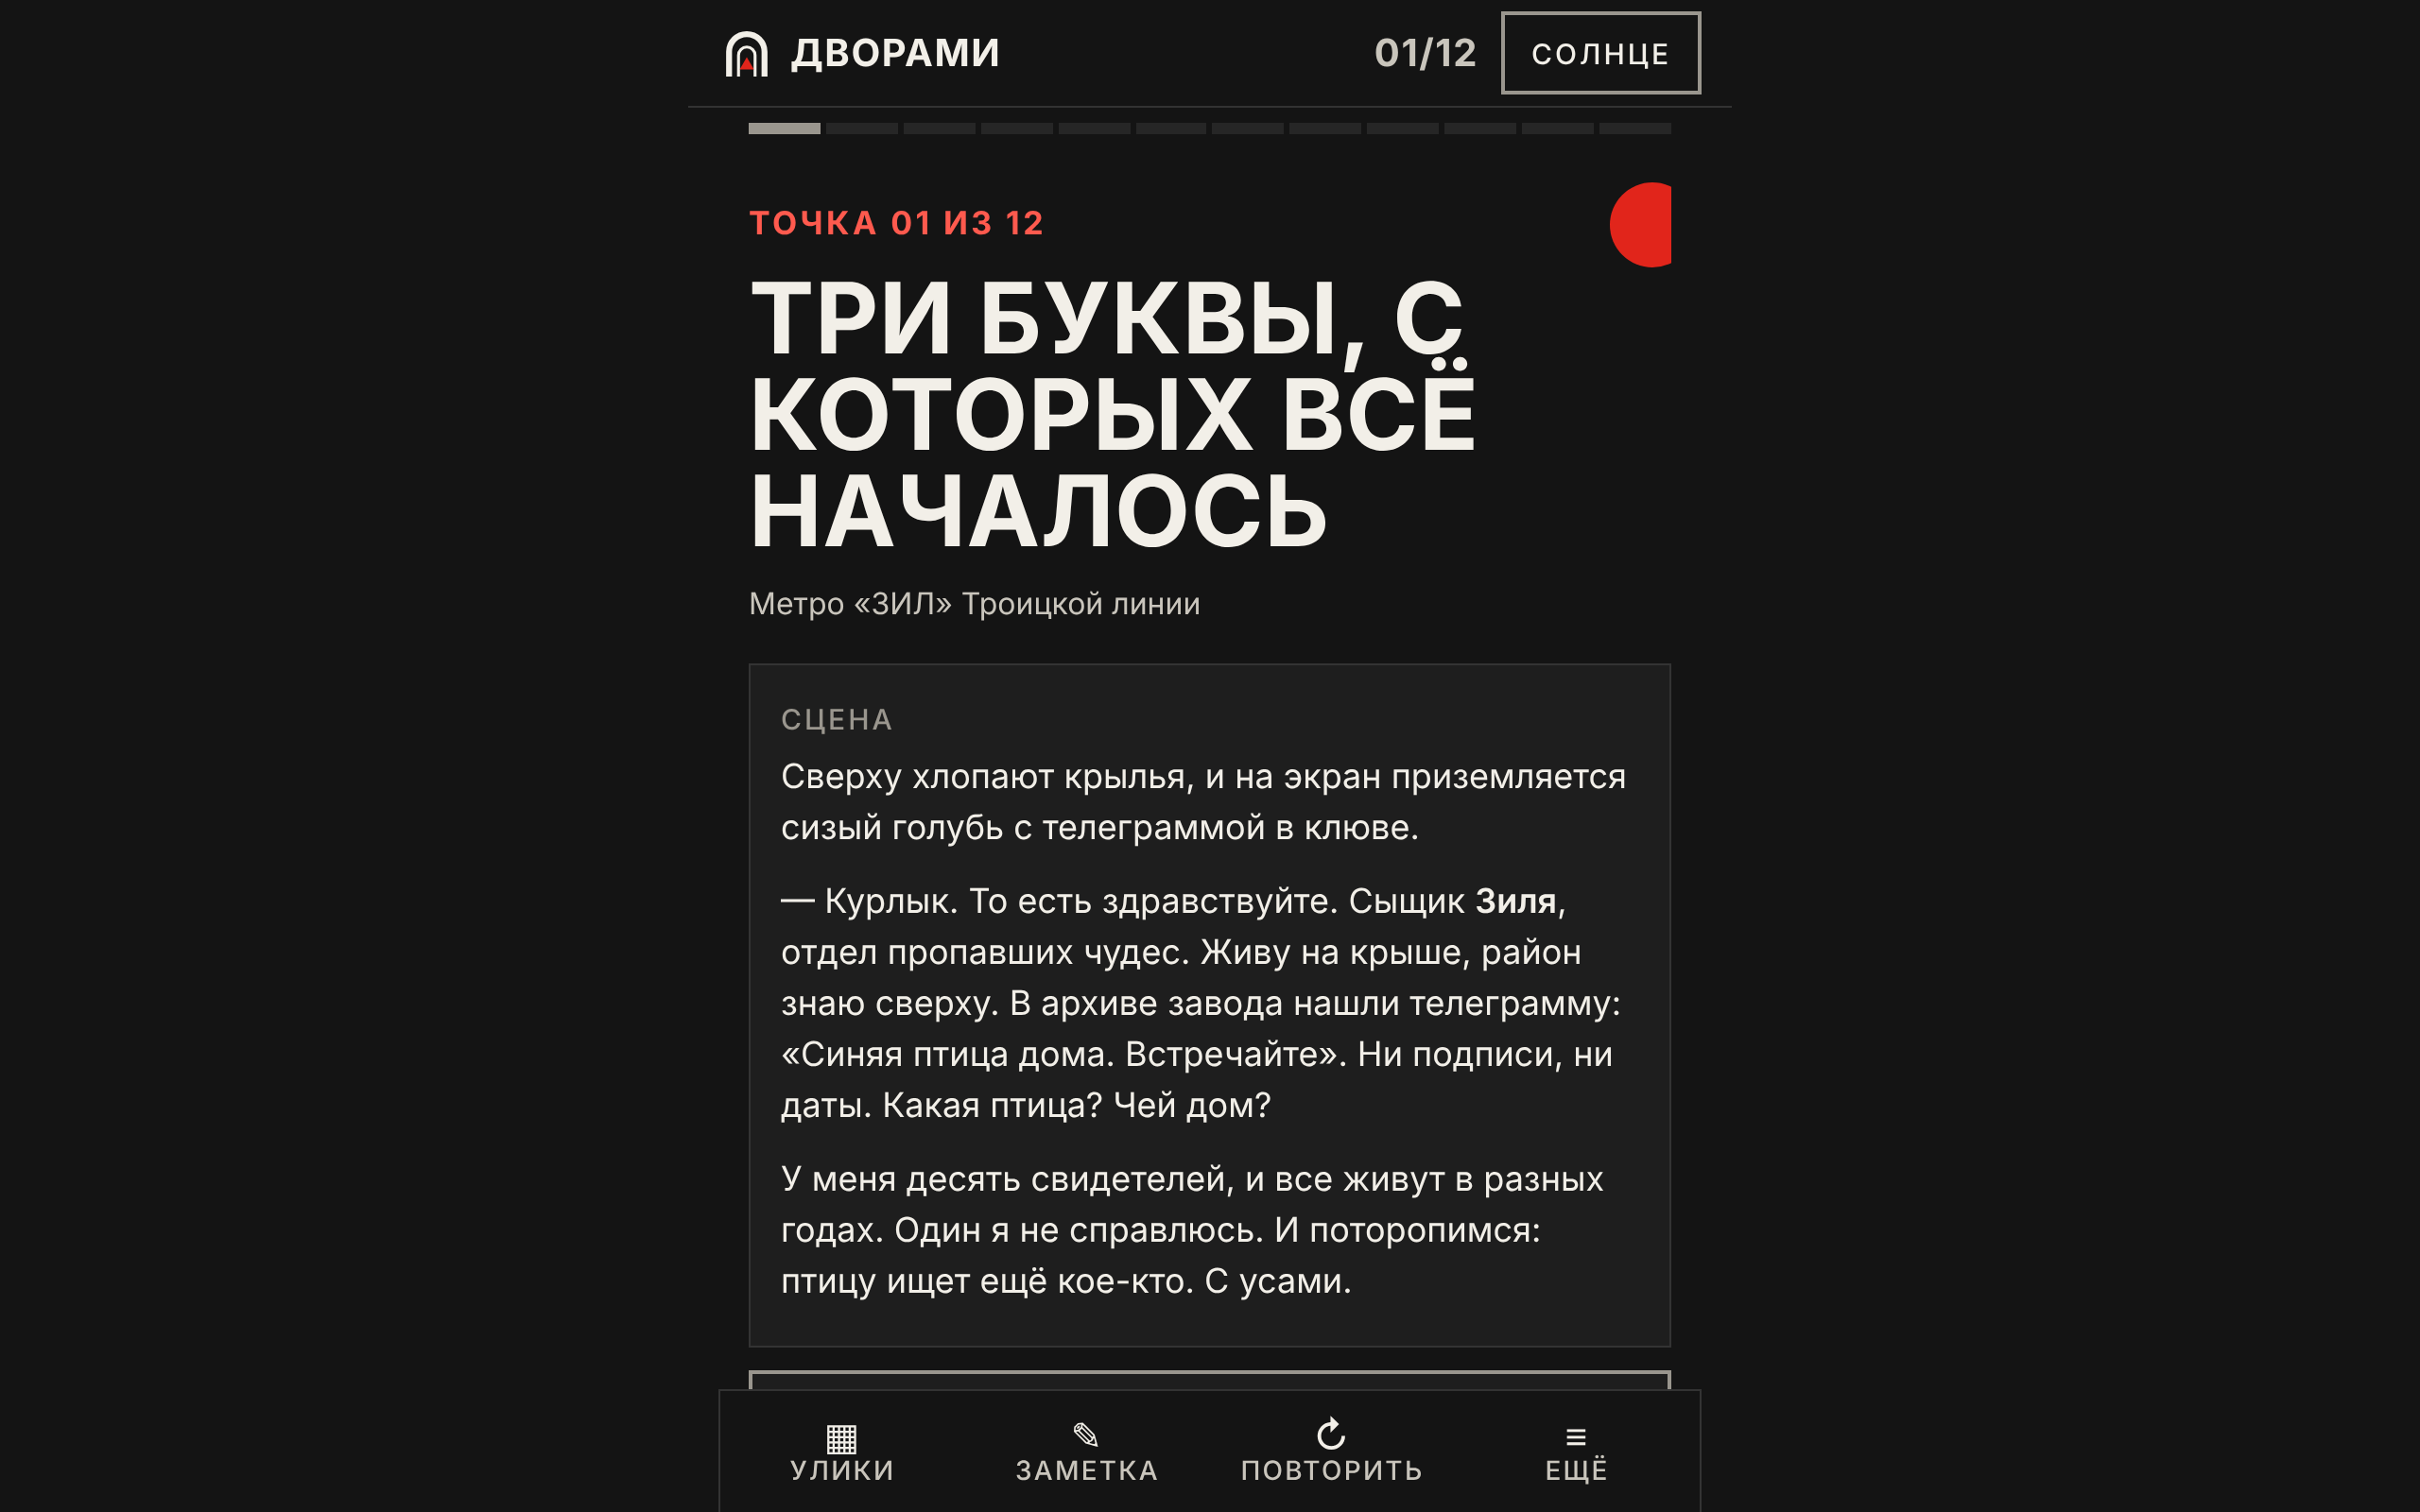 ДВОРАМИ
01/12
СОЛНЦЕ
ТОЧКА 01 ИЗ 12
ТРИ БУКВЫ, С
КОТОРЫХ ВСЁ
НАЧАЛОСЬ
Метро «ЗИЛ» Троицкой линии
СЦЕНА
Сверху хлопают крылья, и на экран приземляется
сизый голубь с телеграммой в клюве.
— Курлык. То есть здравствуйте. Сыщик Зиля,
отдел пропавших чудес. Живу на крыше, район
знаю сверху. В архиве завода нашли телеграмму:
«Синяя птица дома. Встречайте». Ни подписи, ни
даты. Какая птица? Чей дом?
У меня десять свидетелей, и все живут в разных
годах. Один я не справлюсь. И поторопимся:
птицу ищет ещё кое-кто. С усами.
УЛИКИ
ЗАМЕТКА
ПОВТОРИТЬ
ЕЩЁ